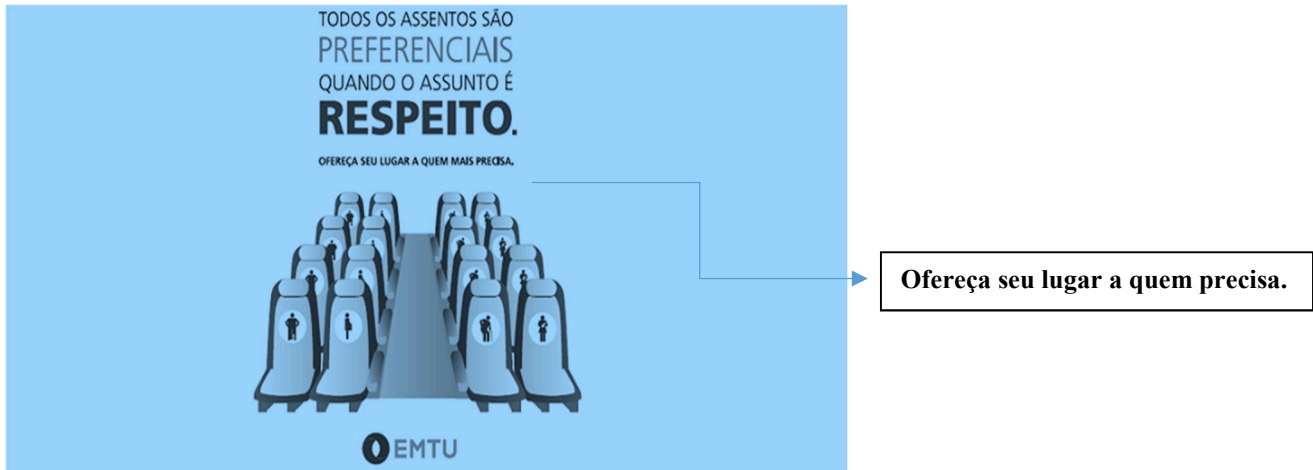 TODOS OS ASSENTOS SÃO
PREFERENCIAIS
QUANDO O ASSUNTO É
RESPEITO.
OFEREÇA SEU LUGAR A QUEM MAIS PRECISA.
Ofereça seu lugar a quem precisa.
EMTU